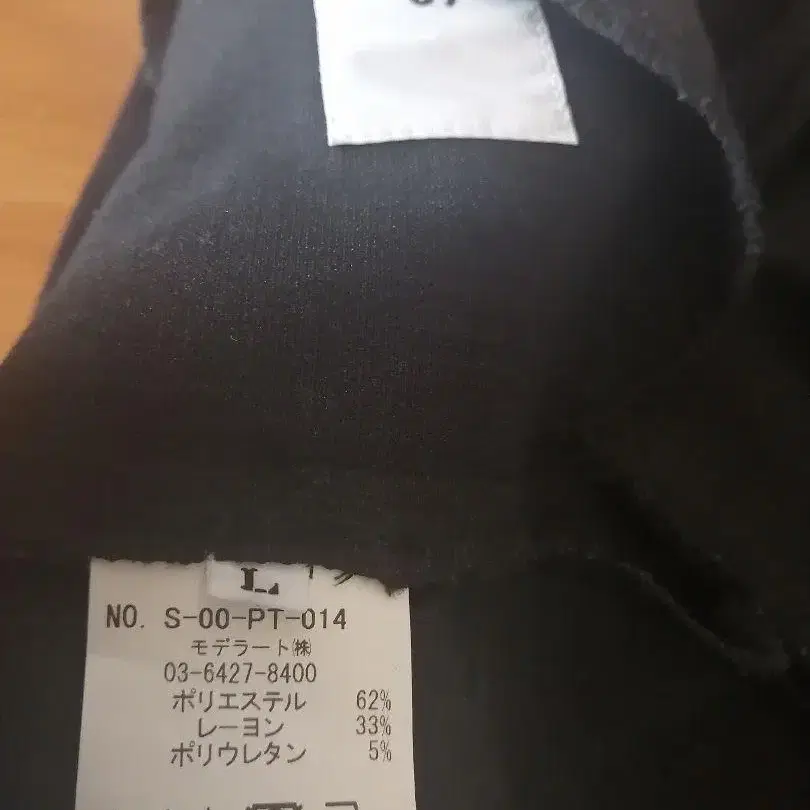 L
NO. S-00-PT-014
モデラート㈱
03-6427-8400
ポリエステル 62%
レーヨン 33%
ポリウレタン 5%